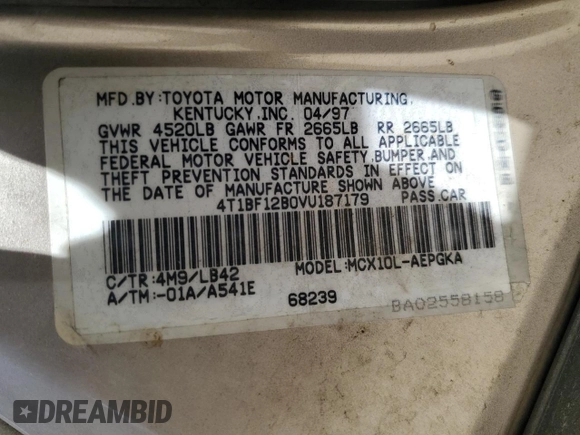 MFD. BY: TOYOTA MOTOR MANUFACTURING,
KENTUCKY, INC. 04/97
GVWR 4520LB GAWR FR 2665LB RR 2665LB
THIS VEHICLE CONFORMS TO ALL APPLICABLE
FEDERAL MOTOR VEHICLE SAFETY, BUMPER, AND
THEFT PREVENTION STANDARDS IN EFFECT ON
THE DATE OF MANUFACTURE SHOWN ABOVE
4T1BF12B0VU187179 PASS. CAR
C/TR: 4M9/LB42 MODEL: MCX10L-AEPGKA
A/TM: -01A/A541E
68239 BA02558158
DREAMBID